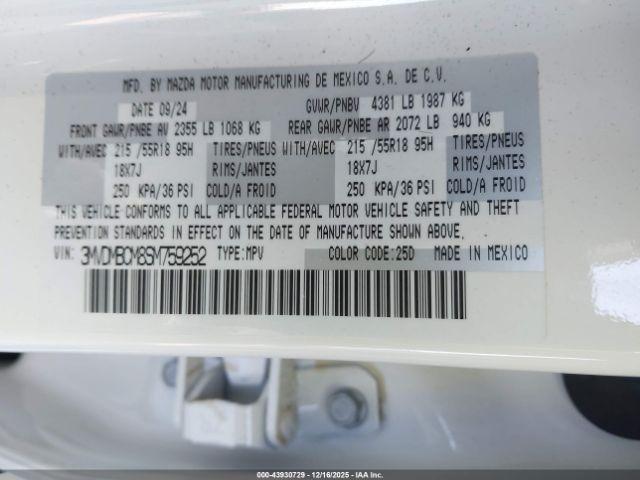 MFD. BY MAZDA MOTOR MANUFACTURING DE MEXICO S.A. DE C.V.
DATE 09/24 GVWR/PNBV 4381 LB 1987 KG
FRONT GAWR/PNBE AV 2355 LB 1068 KG REAR GAWR/PNBE AR 2072 LB 940 KG
WITH/AVEC 215 /55R18 95H TIRES/PNEUS WITH/AVEC 215 /55R18 95H TIRES/PNEUS
18X7J RIMS/JANTES 18X7J RIMS/JANTES
250 KPA/36 PSI COLD/A FROID 250 KPA/36 PSI COLD/A FROID
THIS VEHICLE CONFORMS TO ALL APPLICABLE FEDERAL MOTOR VEHICLE SAFETY AND THEFT
PREVENTION STANDARDS IN EFFECT ON THE DATE OF MANUFACTURE SHOWN ABOVE.
VIN: 3MVDMBCM8SM759252 TYPE:MPV COLOR CODE:25D MADE IN MEXICO
000-43930729 - 12/16/2025 - IAAI.com